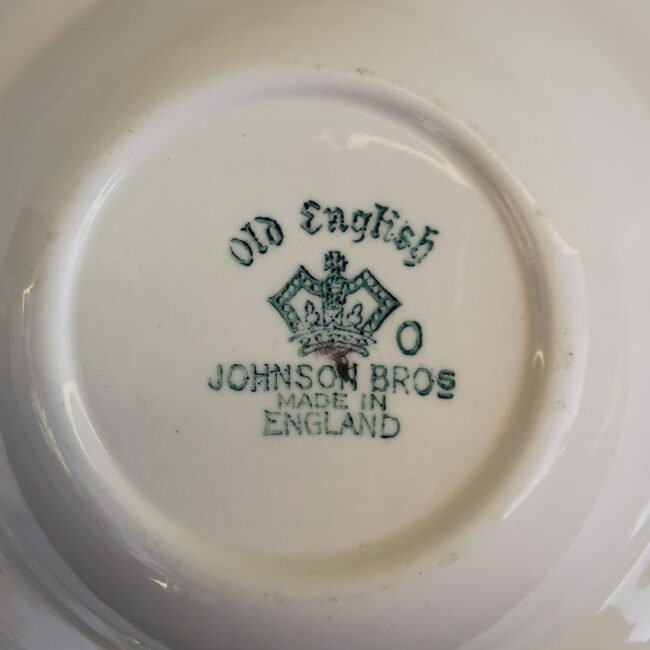 Old English
O
JOHNSON BROS
MADE IN
ENGLAND